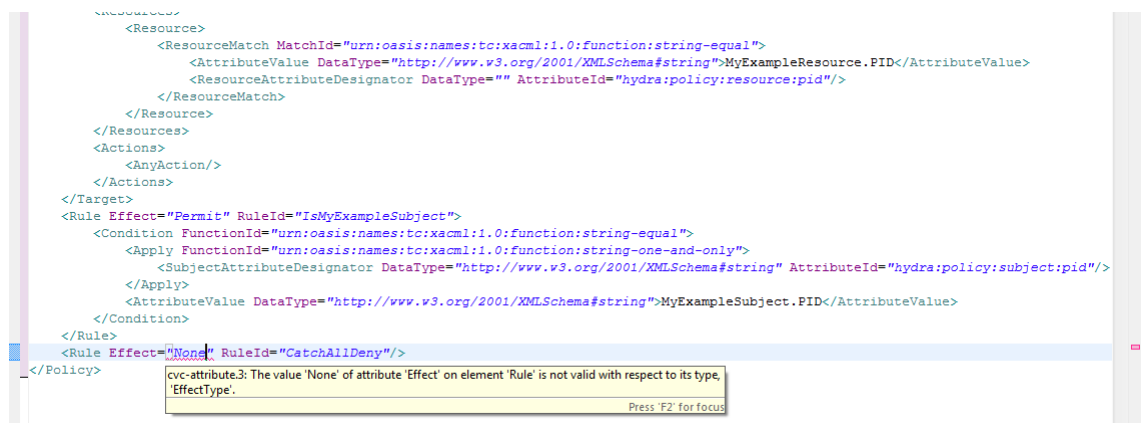 <Resources>
<Resource>
<ResourceMatch MatchId="urn:oasis:names:tc:xacml:1.0:function:string-equal">
<AttributeValue DataType="http://www.w3.org/2001/XMLSchema#string">MyExampleResource.PID</AttributeValue>
<ResourceAttributeDesignator DataType="" AttributeId="hydra:policy:resource:pid"/>
</ResourceMatch>
</Resource>
</Resources>
<Actions>
<AnyAction/>
</Actions>
</Target>
<Rule Effect="Permit" RuleId="IsMyExampleSubject">
<Condition FunctionId="urn:oasis:names:tc:xacml:1.0:function:string-equal">
<Apply FunctionId="urn:oasis:names:tc:xacml:1.0:function:string-one-and-only">
<SubjectAttributeDesignator DataType="http://www.w3.org/2001/XMLSchema#string" AttributeId="hydra:policy:subject:pid"/>
</Apply>
<AttributeValue DataType="http://www.w3.org/2001/XMLSchema#string">MyExampleSubject.PID</AttributeValue>
</Condition>
</Rule>
<Rule Effect="None" RuleId="CatchAllDeny"/>
</Policy>
cvc-attribute.3: The value 'None' of attribute 'Effect' on element 'Rule' is not valid with respect to its type,
'EffectType'.
Press 'F2' for focus